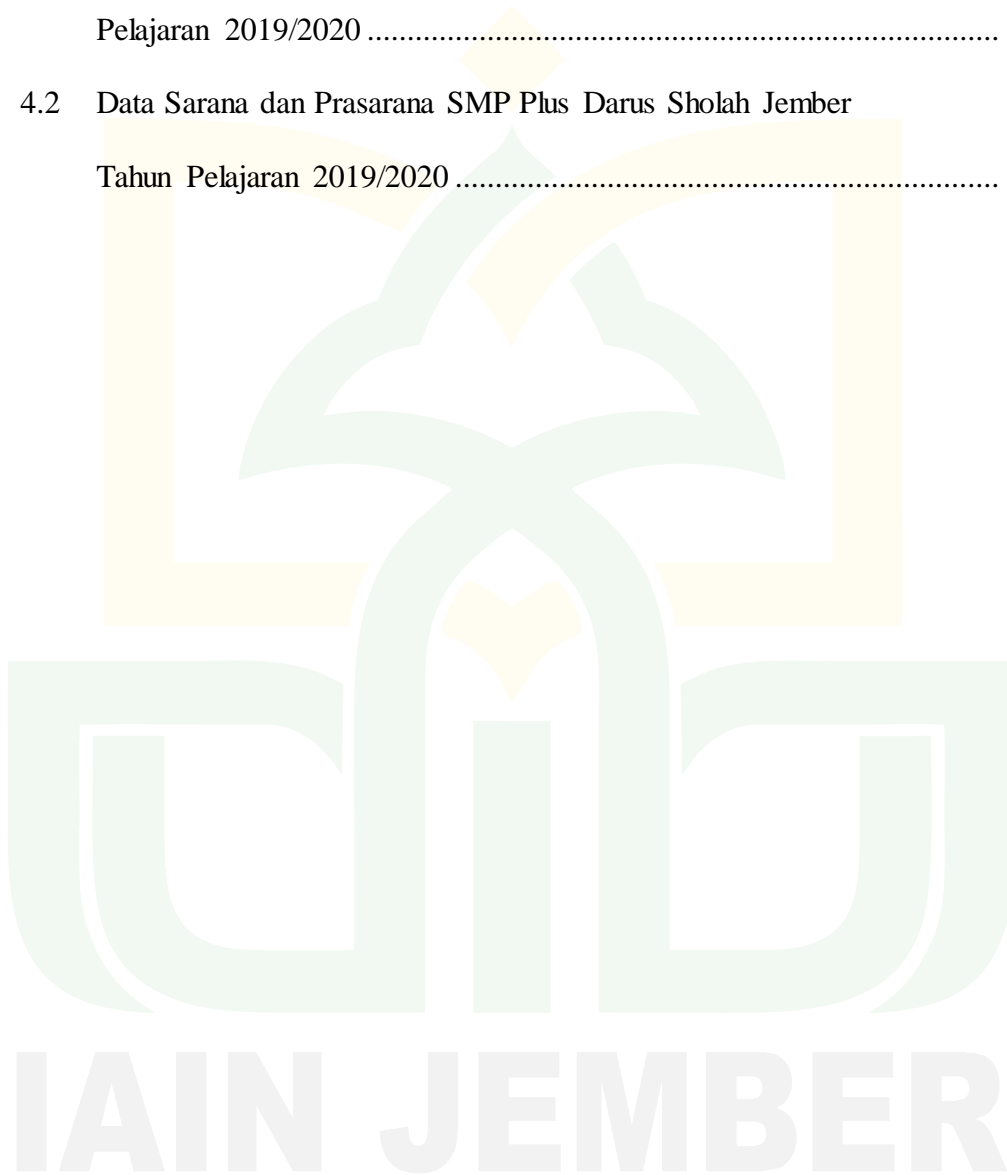 Pelajaran 2019/2020 ...............................................................................
4.2 Data Sarana dan Prasarana SMP Plus Darus Sholah Jember
Tahun Pelajaran 2019/2020 ....................................................................
IAIN JEMBER